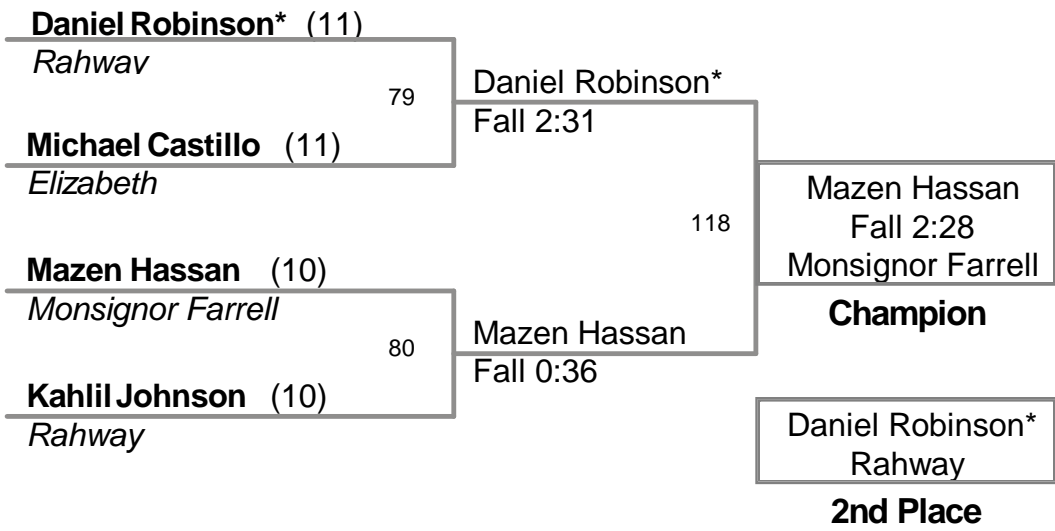 Daniel Robinson* (11)
Rahway
79
Daniel Robinson*
Fall 2:31
Michael Castillo (11)
Elizabeth
118
Mazen Hassan
Fall 2:28
Monsignor Farrell
Champion
Mazen Hassan (10)
Monsignor Farrell
80
Mazen Hassan
Fall 0:36
Kahlil Johnson (10)
Rahway
Daniel Robinson*
Rahway
2nd Place